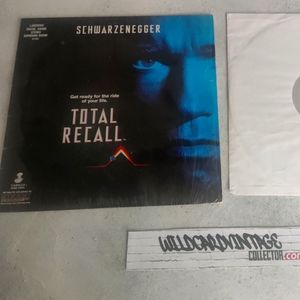 SCHWARZENEGGER
Get ready for the ride
of your life.
TOTAL
RECALL
WILDCARDVINTAGE
COLLECTOR.com